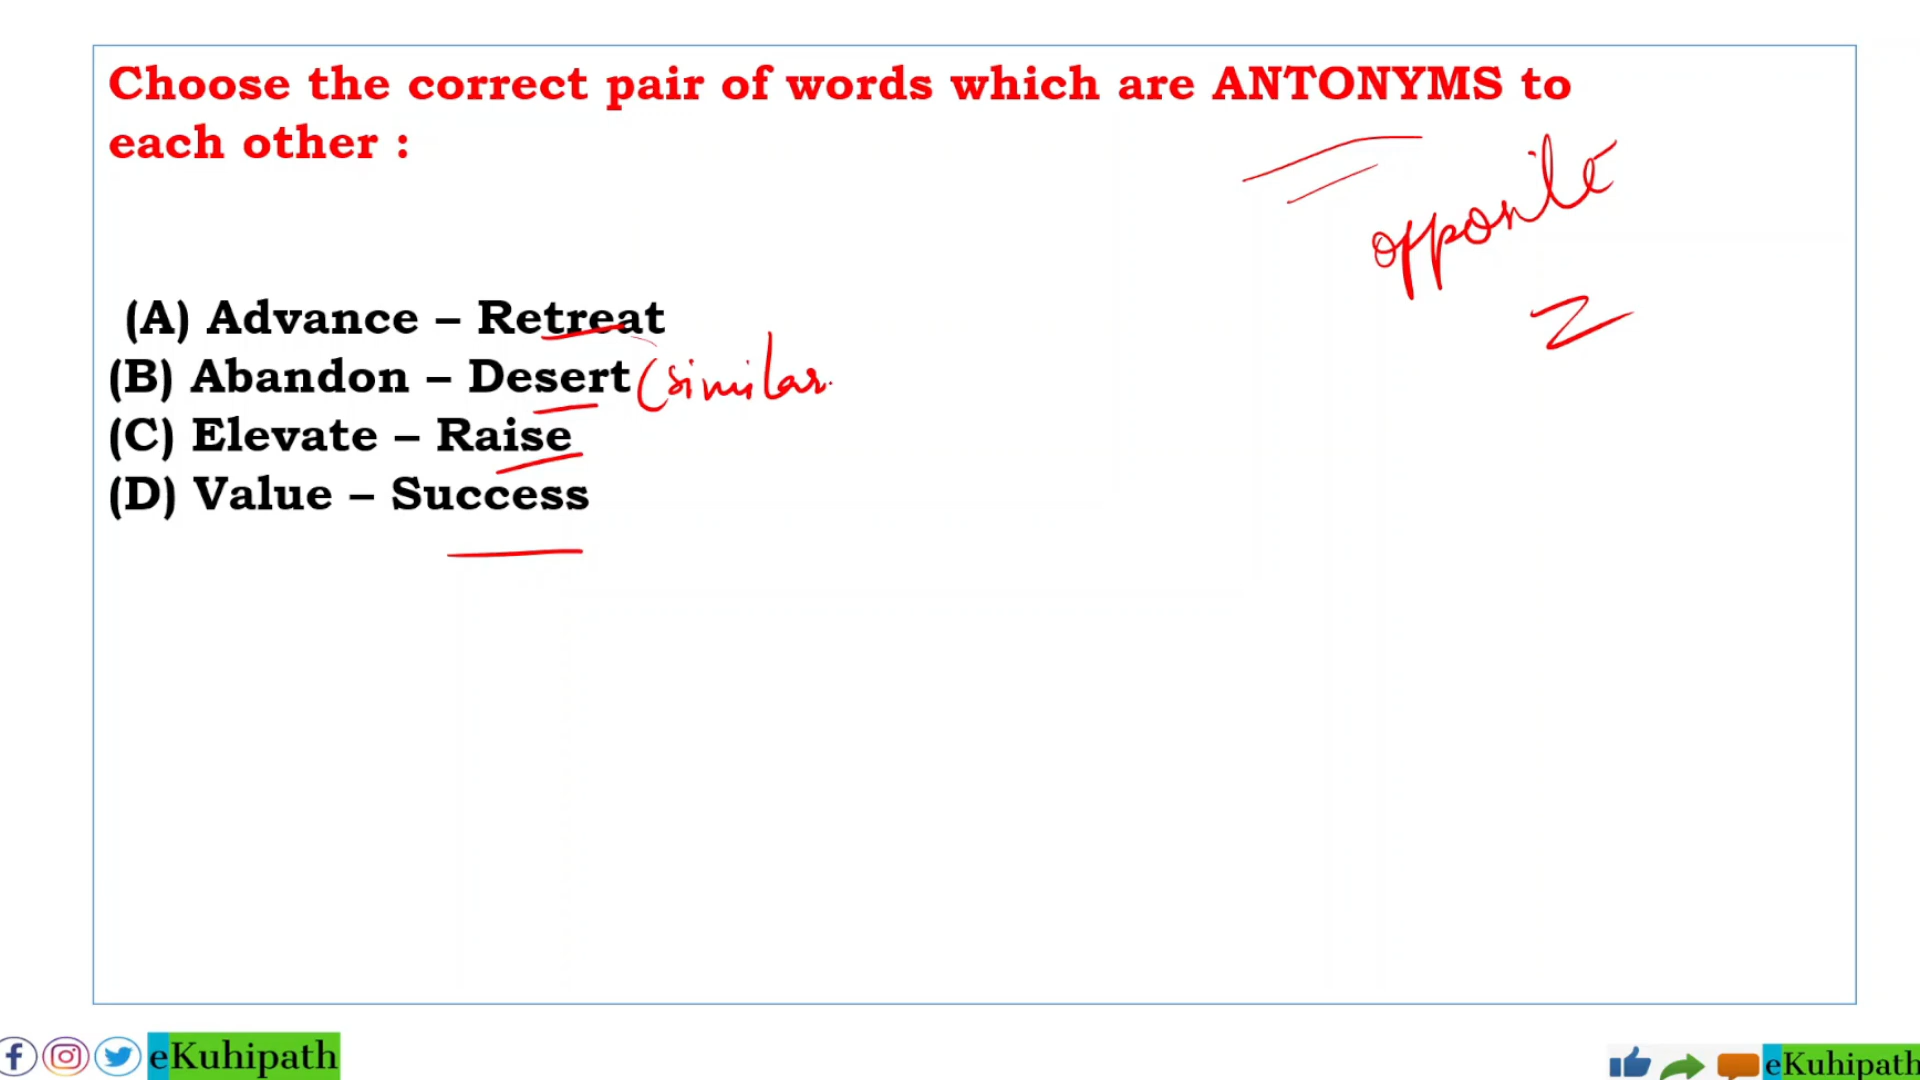 Choose the correct pair of words which are ANTONYMS to
each other :
opposite
(A) Advance – Retreat
(B) Abandon – Desert (similar
(C) Elevate – Raise
(D) Value – Success
eKuhipath
eKuhipath